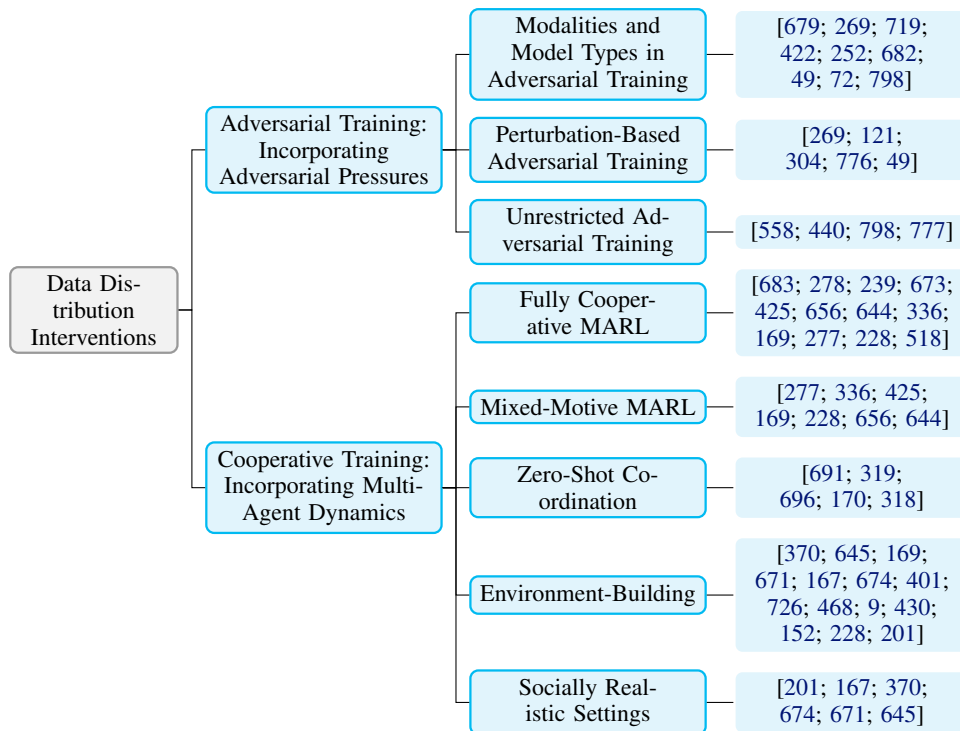 Data Dis-
tribution
Interventions
Adversarial Training:
Incorporating
Adversarial Pressures
Modalities and
Model Types in
Adversarial Training
[679; 269; 719;
422; 252; 682;
49; 72; 798]
Perturbation-Based
Adversarial Training
[269; 121;
304; 776; 49]
Unrestricted Ad-
versarial Training
[558; 440; 798; 777]
Cooperative Training:
Incorporating Multi-
Agent Dynamics
Fully Cooper-
ative MARL
[683; 278; 239; 673;
425; 656; 644; 336;
169; 277; 228; 518]
Mixed-Motive MARL
[277; 336; 425;
169; 228; 656; 644]
Zero-Shot Co-
ordination
[691; 319;
696; 170; 318]
Environment-Building
[370; 645; 169;
671; 167; 674; 401;
726; 468; 9; 430;
152; 228; 201]
Socially Real-
istic Settings
[201; 167; 370;
674; 671; 645]